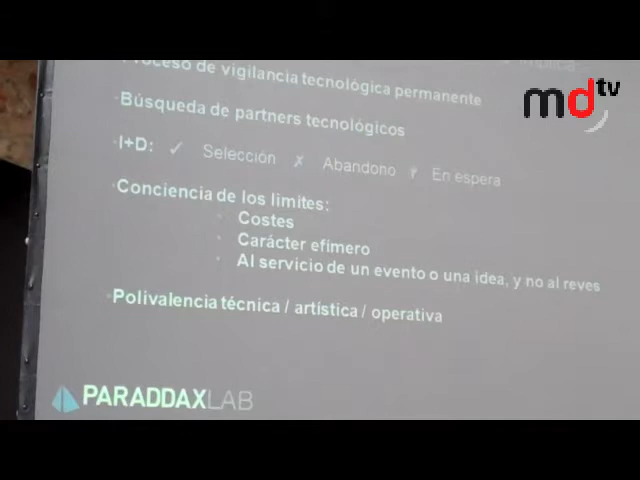 implica
Proceso de vigilancia tecnológica permanente
mdtv
·Búsqueda de partners tecnológicos
·I+D: ✓ Selección ✗ Abandono ? En espera
·Conciencia de los límites:
· Costes
· Carácter efímero
· Al servicio de un evento o una idea, y no al reves
·Polivalencia técnica / artística / operativa
PARADDAXLAB